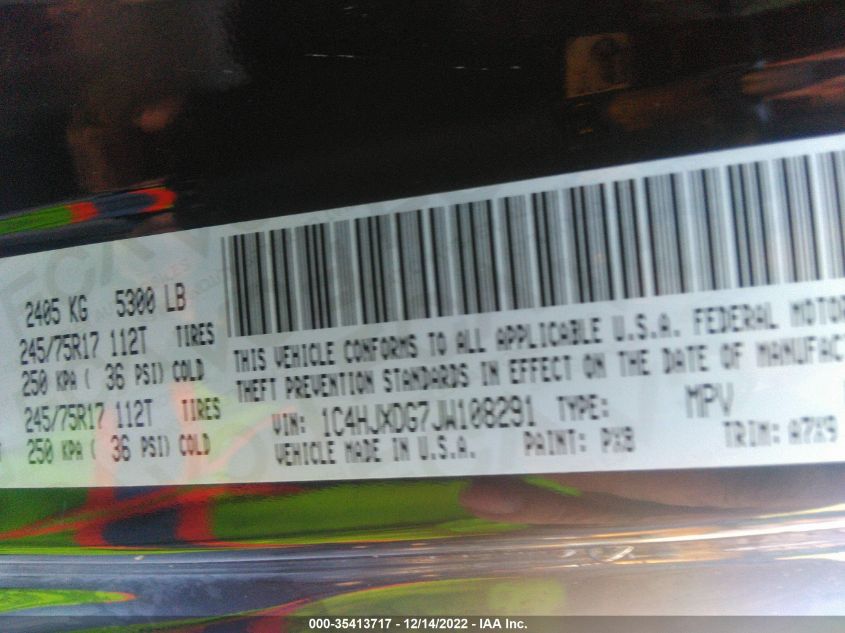 2405 KG 5300 LB
245/75R17 112T TIRES
250 KPA ( 36 PSI) COLD
245/75R17 112T TIRES
250 KPA ( 36 PSI) COLD
THIS VEHICLE CONFORMS TO ALL APPLICABLE U.S.A. FEDERAL MOTOR
THEFT PREVENTION STANDARDS IN EFFECT ON THE DATE OF MANUFAC
VIN: 1C4HJXDG7JW108291 TYPE: MPV
VEHICLE MADE IN U.S.A. PAINT: PX8 TRIM: A7X9
000-35413717 - 12/14/2022 - IAA Inc.